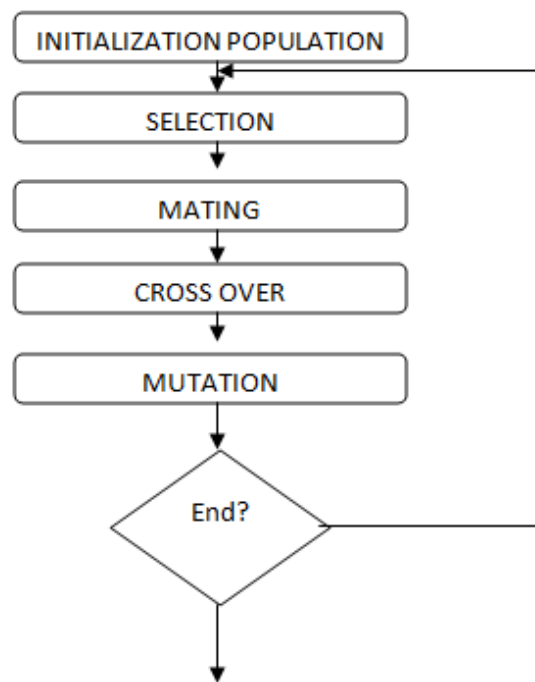 INITIALIZATION POPULATION
SELECTION
MATING
CROSS OVER
MUTATION
End?